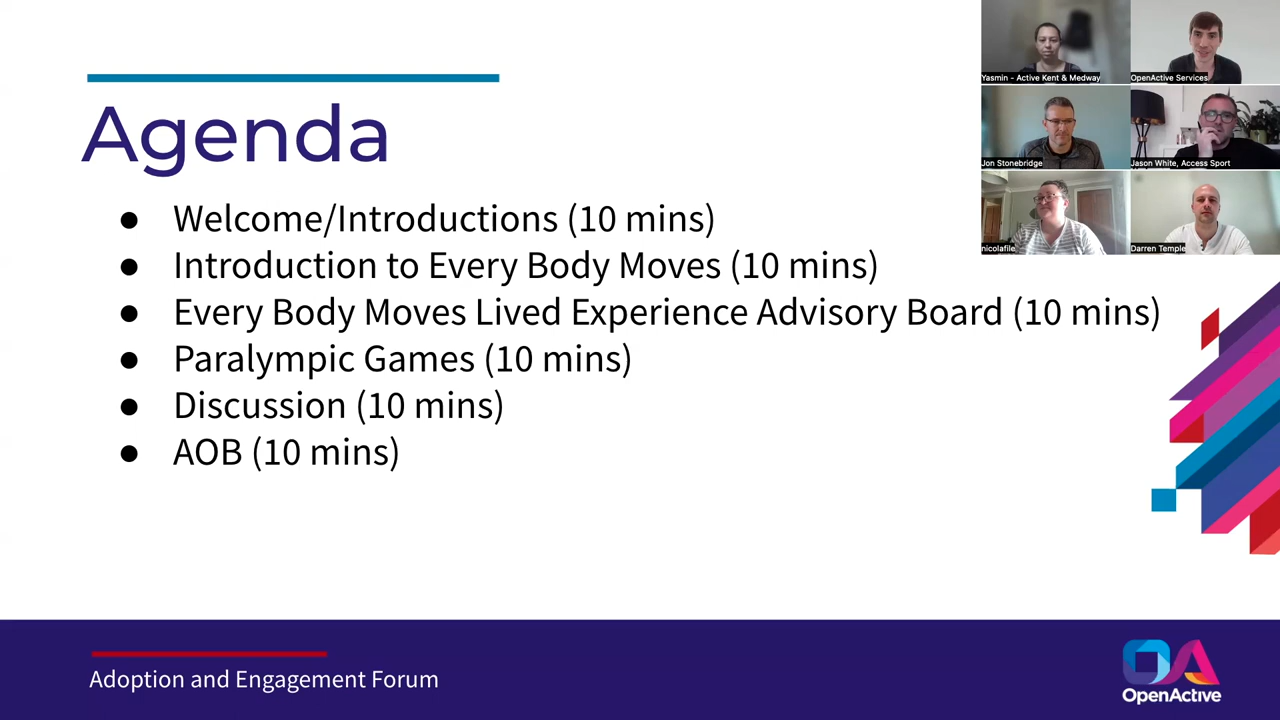 Agenda
● Welcome/Introductions (10 mins)
● Introduction to Every Body Moves (10 mins)
● Every Body Moves Lived Experience Advisory Board (10 mins)
● Paralympic Games (10 mins)
● Discussion (10 mins)
● AOB (10 mins)
Yasmin - Active Kent & Medway
OpenActive Services
Jon Stonebridge
Jason White, Access Sport
nicolafile
Darren Temple
Adoption and Engagement Forum
OA
OpenActive